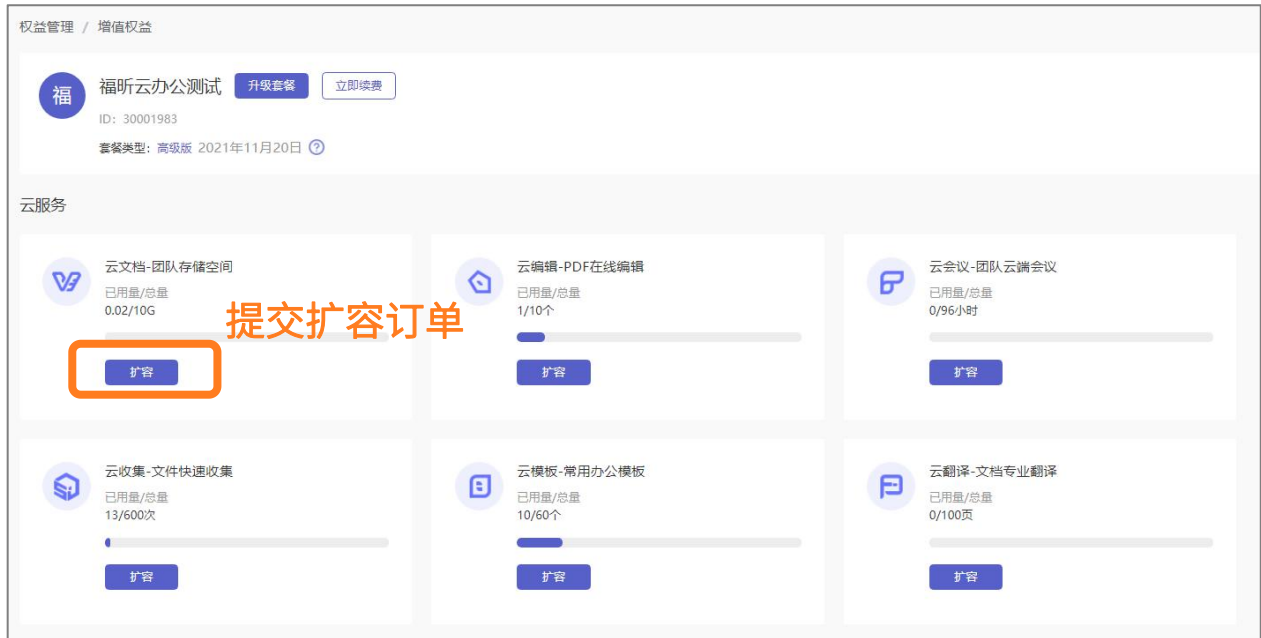 权益管理 / 增值权益
福
福昕云办公测试 升级套餐 立即续费
ID: 30001983
套餐类型: 高级版 2021年11月20日 ?
云服务
云文档-团队存储空间
已用量/总量
0.02/10G
提交扩容订单
扩容
云编辑-PDF在线编辑
已用量/总量
1/10个
扩容
云会议-团队云端会议
已用量/总量
0/96小时
扩容
云收集-文件快速收集
已用量/总量
13/600次
扩容
云模板-常用办公模板
已用量/总量
10/60个
扩容
云翻译-文档专业翻译
已用量/总量
0/100页
扩容